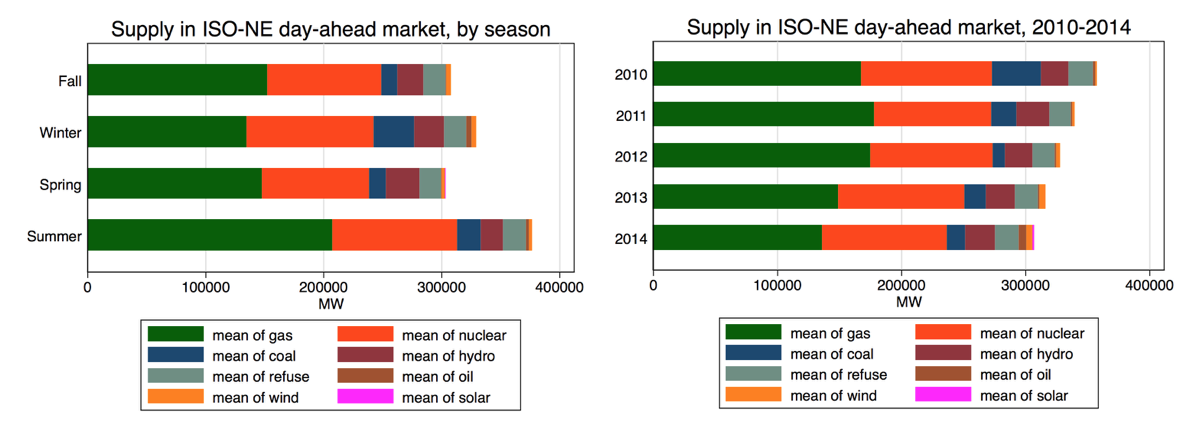 Supply in ISO-NE day-ahead market, by season
Fall
Winter
Spring
Summer
0 100000 200000 300000 400000
MW
mean of gas mean of nuclear
mean of coal mean of hydro
mean of refuse mean of oil
mean of wind mean of solar
Supply in ISO-NE day-ahead market, 2010-2014
2010
2011
2012
2013
2014
0 100000 200000 300000 400000
MW
mean of gas mean of nuclear
mean of coal mean of hydro
mean of refuse mean of oil
mean of wind mean of solar